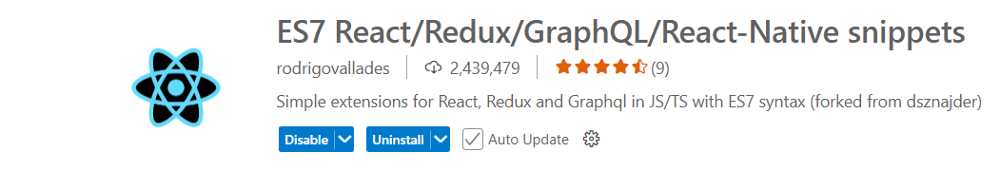 ES7 React/Redux/GraphQL/React-Native snippets
rodrigovallades 2,439,479 (9)
Simple extensions for React, Redux and Graphql in JS/TS with ES7 syntax (forked from dsznajder)
Disable Uninstall Auto Update